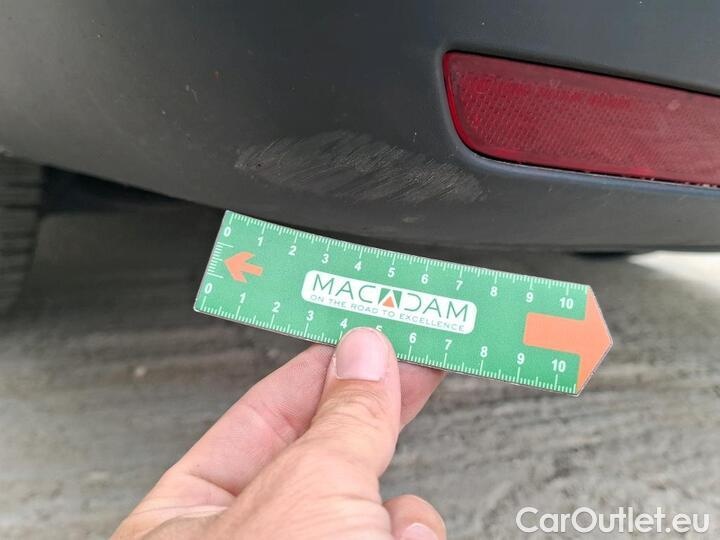 0 1 2 3 4 5 6 7 8 9 10
MACADAM
ON THE ROAD TO EXCELLENCE
0 1 2 3 4 5 6 7 8 9 10
CarOutlet.eu